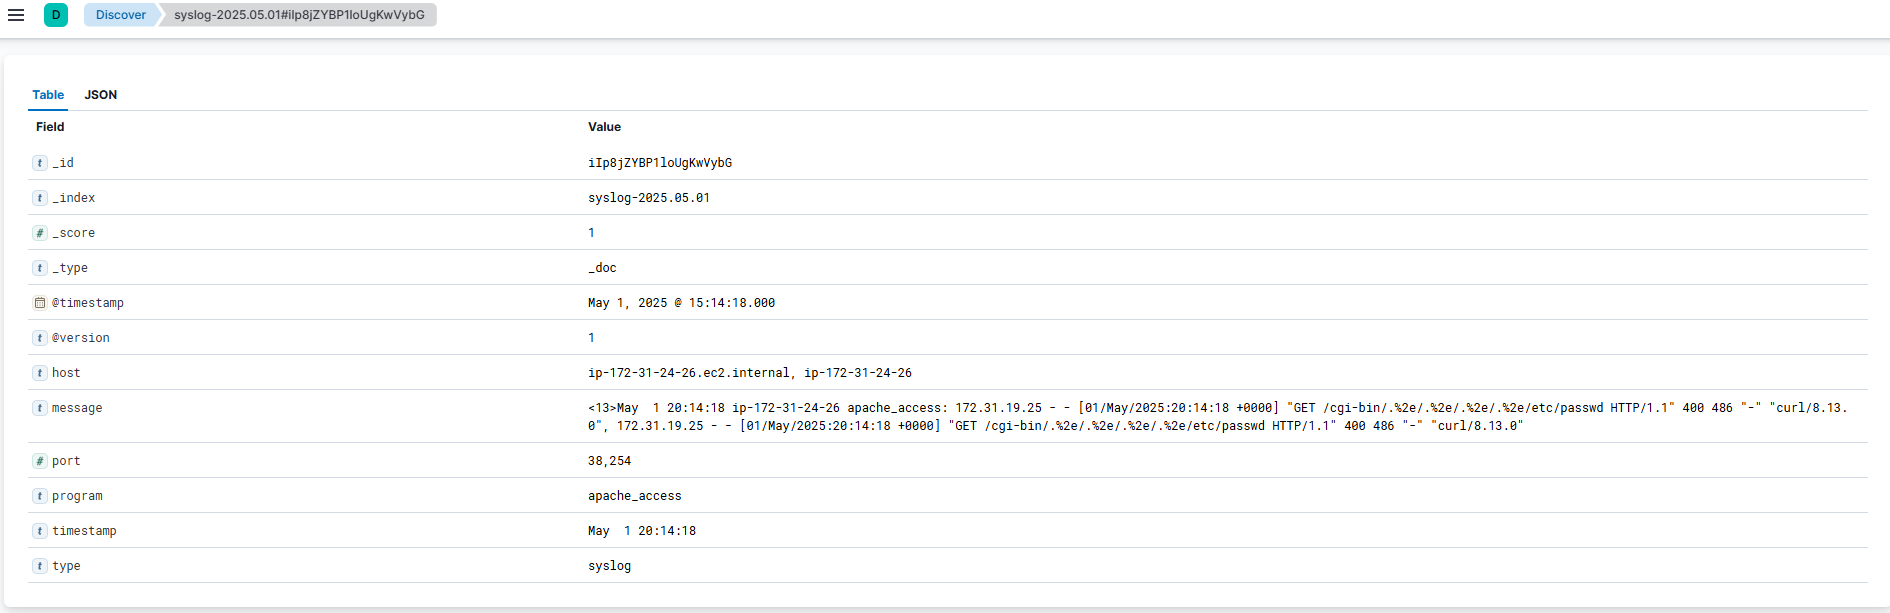 D Discover syslog-2025.05.01#iIp8jZYBP1loUgKwVybG
Table JSON
Field Value
t _id iIp8jZYBP1loUgKwVybG
t _index syslog-2025.05.01
# _score 1
t _type _doc
@timestamp May 1, 2025 @ 15:14:18.000
t @version 1
t host ip-172-31-24-26.ec2.internal, ip-172-31-24-26
t message <13>May  1 20:14:18 ip-172-31-24-26 apache_access: 172.31.19.25 - - [01/May/2025:20:14:18 +0000] "GET /cgi-bin/.%2e/.%2e/.%2e/.%2e/etc/passwd HTTP/1.1" 400 486 "-" "curl/8.13.
0", 172.31.19.25 - - [01/May/2025:20:14:18 +0000] "GET /cgi-bin/.%2e/.%2e/.%2e/.%2e/etc/passwd HTTP/1.1" 400 486 "-" "curl/8.13.0"
# port 38,254
t program apache_access
t timestamp May  1 20:14:18
t type syslog